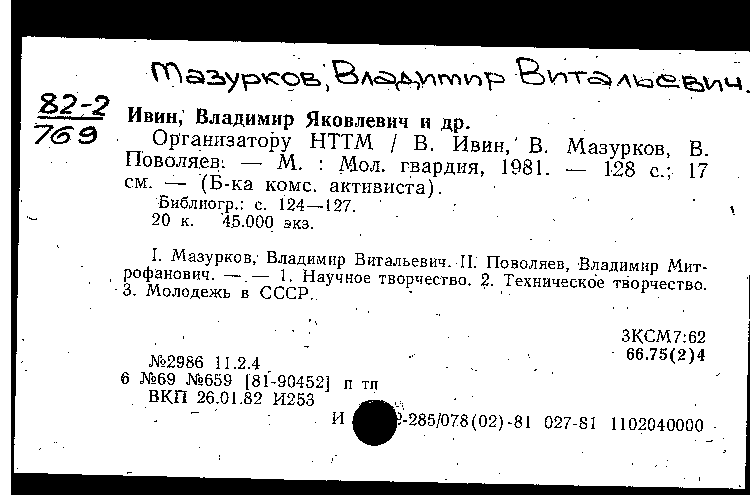 Мазурков, Владимир Витальевич.
82-2
769
Ивин, Владимир Яковлевич и др.
Организатору НТТМ / В. Ивин, В. Мазурков, В.
Поволяев. — М. : Мол. гвардия, 1981. — 128 с.; 17
см. — (Б-ка комс. активиста).
Библиогр.: с. 124—127.
20 к. 45.000 экз.
I. Мазурков, Владимир Витальевич. II. Поволяев, Владимир Мит-
рофанович. — — 1. Научное творчество. 2. Техническое творчество.
3. Молодежь в СССР.
3КСМ7:62
66.75(2)4
№2986 11.2.4
6 №69 №659 [81-90452] п тп
ВКП 26.01.82 И253
И -285/078(02)-81 027-81 1102040000